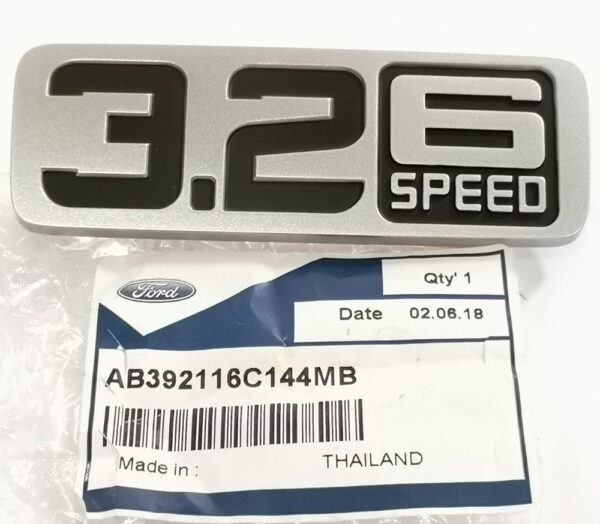 3.2 6
SPEED
Ford
Qty' 1
Date 02.06.18
AB392116C144MB
Made in : THAILAND